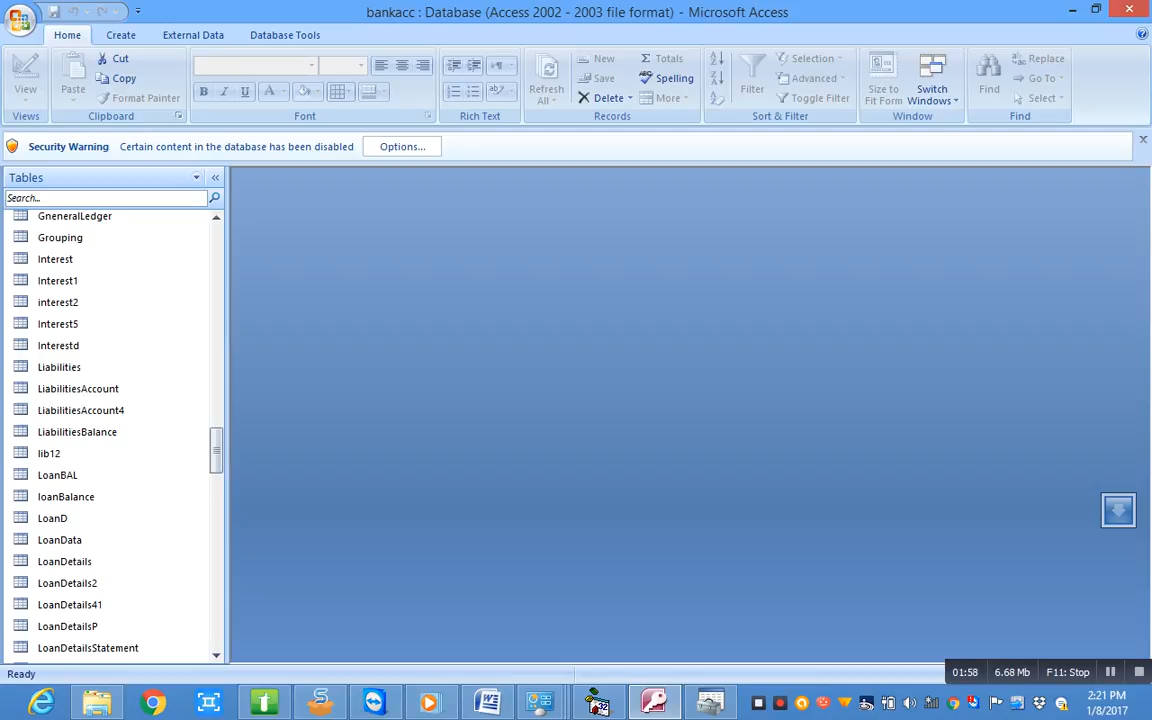 bankacc : Database (Access 2002 - 2003 file format) - Microsoft Access
Home Create External Data Database Tools
View
Views
Paste
Cut
Copy
Format Painter
Clipboard
B I U A
Font
Rich Text
Refresh All
New
Save
Delete
Totals
Spelling
More
Records
Filter
Selection
Advanced
Toggle Filter
Sort & Filter
Size to Fit Form
Switch Windows
Window
Find
Replace
Go To
Select
Find
Security Warning Certain content in the database has been disabled Options...
Tables
Search...
GneneralLedger
Grouping
Interest
Interest1
interest2
Interest5
Interestd
Liabilities
LiabilitiesAccount
LiabilitiesAccount4
LiabilitiesBalance
lib12
LoanBAL
loanBalance
LoanD
LoanData
LoanDetails
LoanDetails2
LoanDetails41
LoanDetailsP
LoanDetailsStatement
Ready
01:58 6.68 Mb F11: Stop
2:21 PM
1/8/2017